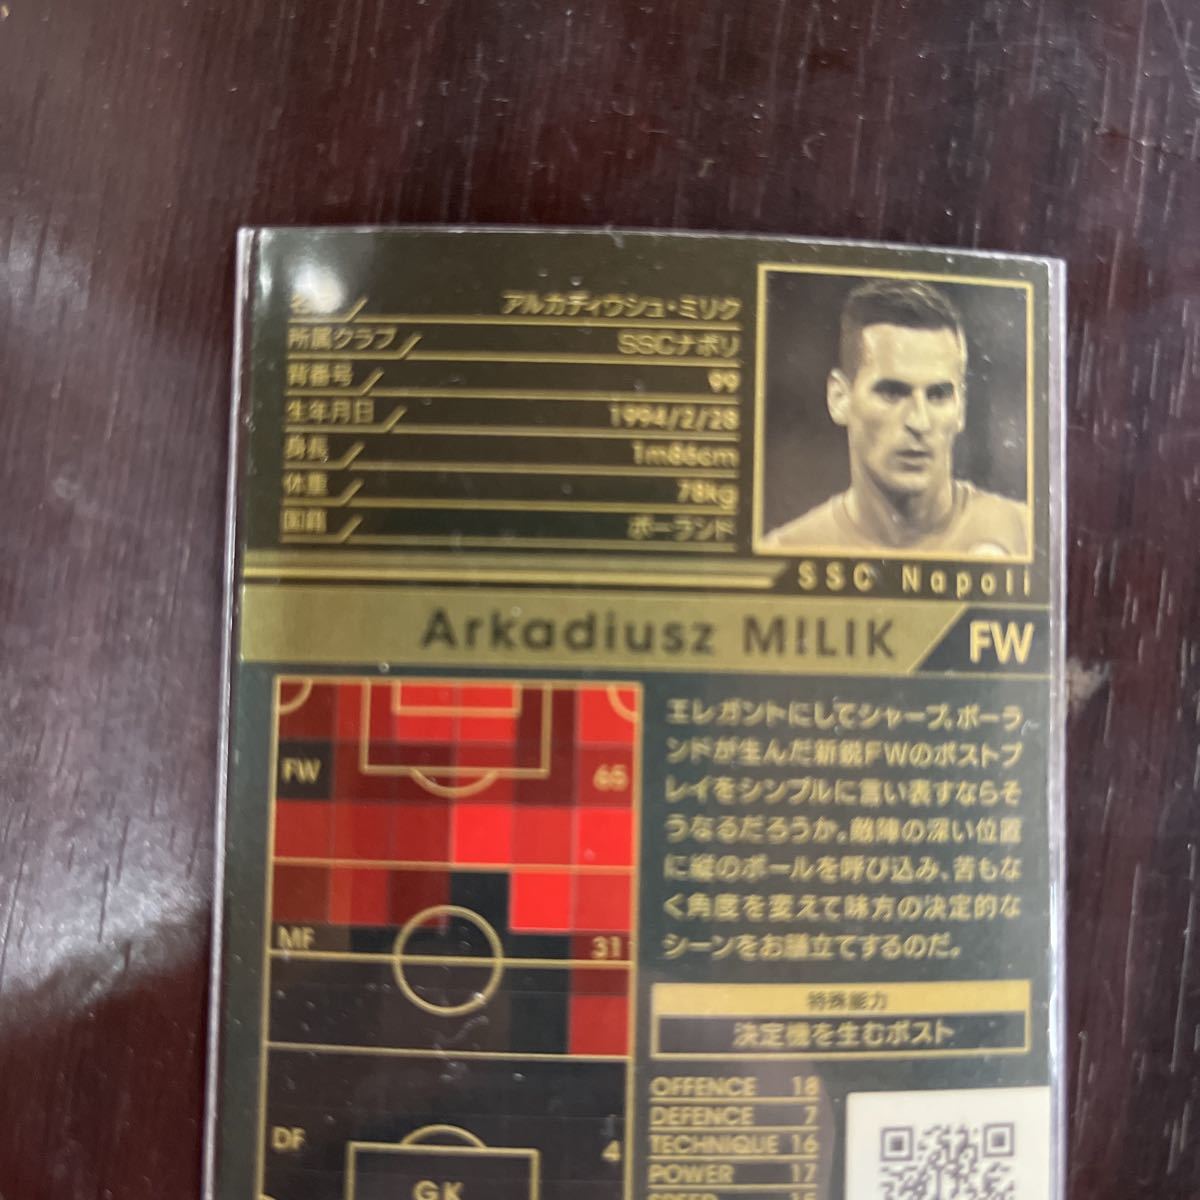 アルカディウシュ・ミリク
所属クラブ SSCナポリ
背番号 99
生年月日 1994/2/28
身長 1m86cm
体重 78kg
国籍 ポーランド
SSC Napoli
Arkadiusz MILIK FW
エレガントにしてシャープ。ポーラ
ンドが生んだ新鋭FWのポストプ
レイをシンプルに言い表すならそ
うなるだろうか。敵陣の深い位置
に縦のボールを呼び込み、苦もな
く角度を変えて味方の決定的な
シーンをお膳立てするのだ。
FW 65
MF 31
DF 4
GK
特殊能力
決定機を生むポスト
OFFENCE 18
DEFENCE 7
TECHNIQUE 16
POWER 17
SPEED 15